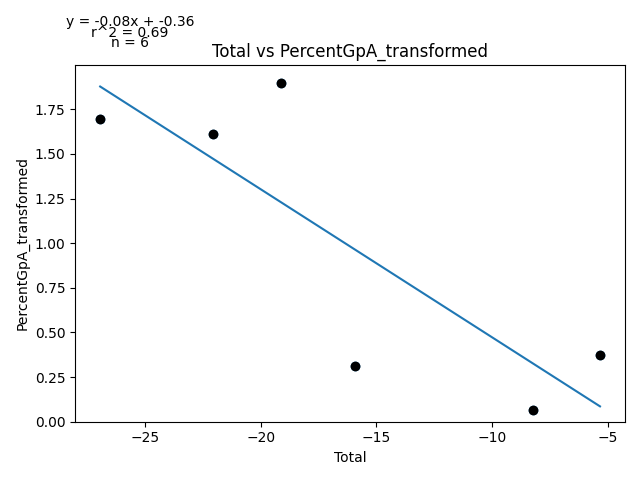 y = -0.08x + -0.36
r^2 = 0.69
n = 6
Total vs PercentGpA_transformed
PercentGpA_transformed
1.75
1.50
1.25
1.00
0.75
0.50
0.25
0.00
−25
−20
−15
−10
−5
Total